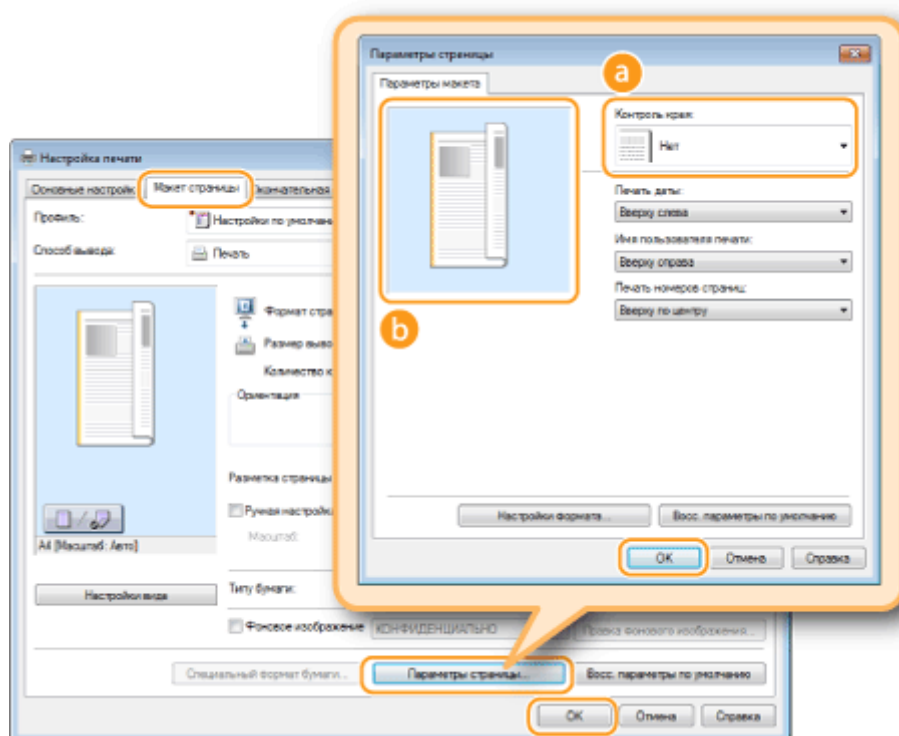 Параметры страницы
Параметры макета
a
Контроль края:
Нет
b
Печать даты:
Вверху слева
Имя пользователя печати:
Вверху справа
Печать номеров страниц:
Вверху по центру
Настройки формата...
Восс. параметры по умолчанию
OK
Отмена
Справка
Настройка печати
Основные настройк
Макет страницы
Окончательная
Профиль:
Настройки по умолчани
Способ вывода:
Печать
Формат стра
Размер выво
Количество к
Ориентация
Разметка страницы
Ручная настройк
Масштаб:
A4 [Масштаб: Авто]
Настройки вида
Типу бумаги:
Фоновое изображение
КОНФИДЕНЦИАЛЬНО
Правка фонового изображения...
Специальный формат бумаги...
Параметры страницы...
Восс. параметры по умолчанию
OK
Отмена
Справка